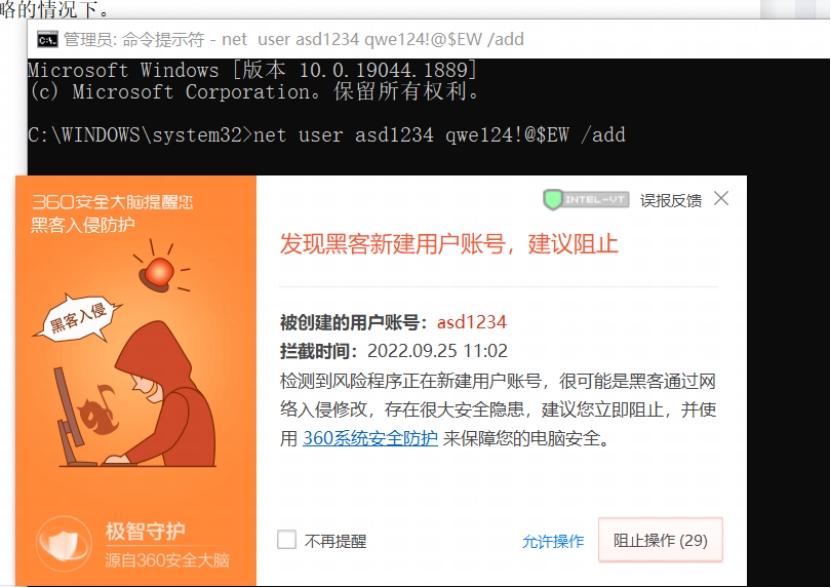 略的情况下。
管理员: 命令提示符 - net  user asd1234 qwe124!@$EW /add
Microsoft Windows [版本 10.0.19044.1889]
(c) Microsoft Corporation。保留所有权利。
C:\WINDOWS\system32>net user asd1234 qwe124!@$EW /add
360安全大脑提醒您
黑客入侵防护
INTEL-VT 误报反馈
发现黑客新建用户账号，建议阻止
黑客入侵
被创建的用户账号：asd1234
拦截时间：2022.09.25 11:02
检测到风险程序正在新建用户账号，很可能是黑客通过网
络入侵修改，存在很大安全隐患，建议您立即阻止，并使
用 360系统安全防护 来保障您的电脑安全。
极智守护
源自360安全大脑
不再提醒 允许操作 阻止操作 (29)